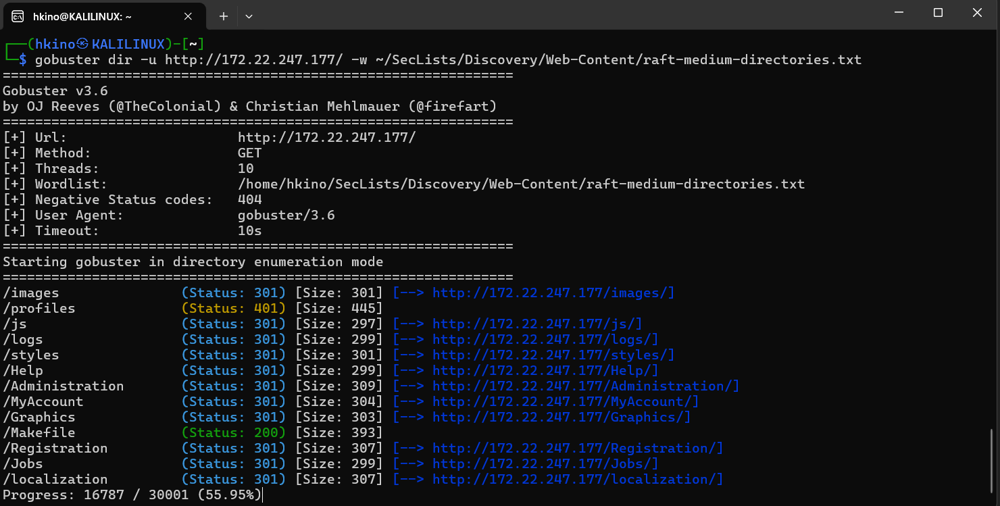 hkino@KALILINUX: ~
┌──(hkino㉿KALILINUX)-[~]
└─$ gobuster dir -u http://172.22.247.177/ -w ~/SecLists/Discovery/Web-Content/raft-medium-directories.txt
===============================================================
Gobuster v3.6
by OJ Reeves (@TheColonial) & Christian Mehlmauer (@firefart)
===============================================================
[+] Url:                     http://172.22.247.177/
[+] Method:                  GET
[+] Threads:                 10
[+] Wordlist:                /home/hkino/SecLists/Discovery/Web-Content/raft-medium-directories.txt
[+] Negative Status codes:   404
[+] User Agent:              gobuster/3.6
[+] Timeout:                 10s
===============================================================
Starting gobuster in directory enumeration mode
===============================================================
/images               (Status: 301) [Size: 301] [--> http://172.22.247.177/images/]
/profiles             (Status: 401) [Size: 445]
/js                   (Status: 301) [Size: 297] [--> http://172.22.247.177/js/]
/logs                 (Status: 301) [Size: 299] [--> http://172.22.247.177/logs/]
/styles               (Status: 301) [Size: 301] [--> http://172.22.247.177/styles/]
/Help                 (Status: 301) [Size: 299] [--> http://172.22.247.177/Help/]
/Administration       (Status: 301) [Size: 309] [--> http://172.22.247.177/Administration/]
/MyAccount            (Status: 301) [Size: 304] [--> http://172.22.247.177/MyAccount/]
/Graphics             (Status: 301) [Size: 303] [--> http://172.22.247.177/Graphics/]
/Makefile             (Status: 200) [Size: 393]
/Registration         (Status: 301) [Size: 307] [--> http://172.22.247.177/Registration/]
/Jobs                 (Status: 301) [Size: 299] [--> http://172.22.247.177/Jobs/]
/localization         (Status: 301) [Size: 307] [--> http://172.22.247.177/localization/]
Progress: 16787 / 30001 (55.95%)